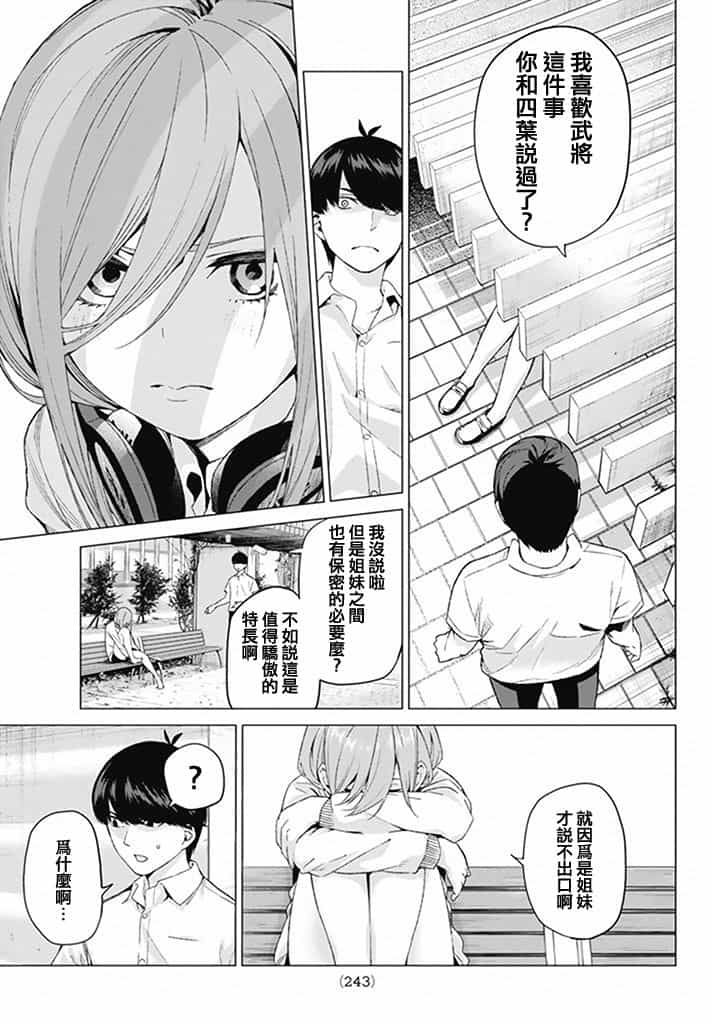 我喜歡武將
這件事
你和四葉說過了？
我沒說啦
但是姐妹之間
也有保密的必要麼？
不如說這是
值得驕傲的
特長啊
就因爲是姐妹
才說不出口啊
？
爲什麼啊…
(243)